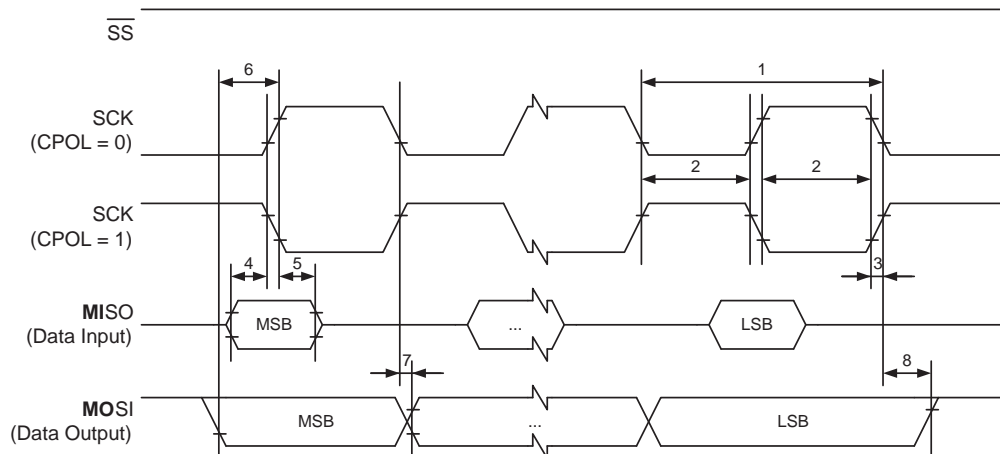 SS
6
1
SCK
(CPOL = 0)
2
2
SCK
(CPOL = 1)
4
5
3
MISO
(Data Input)
MSB
...
LSB
7
8
MOSI
(Data Output)
MSB
...
LSB